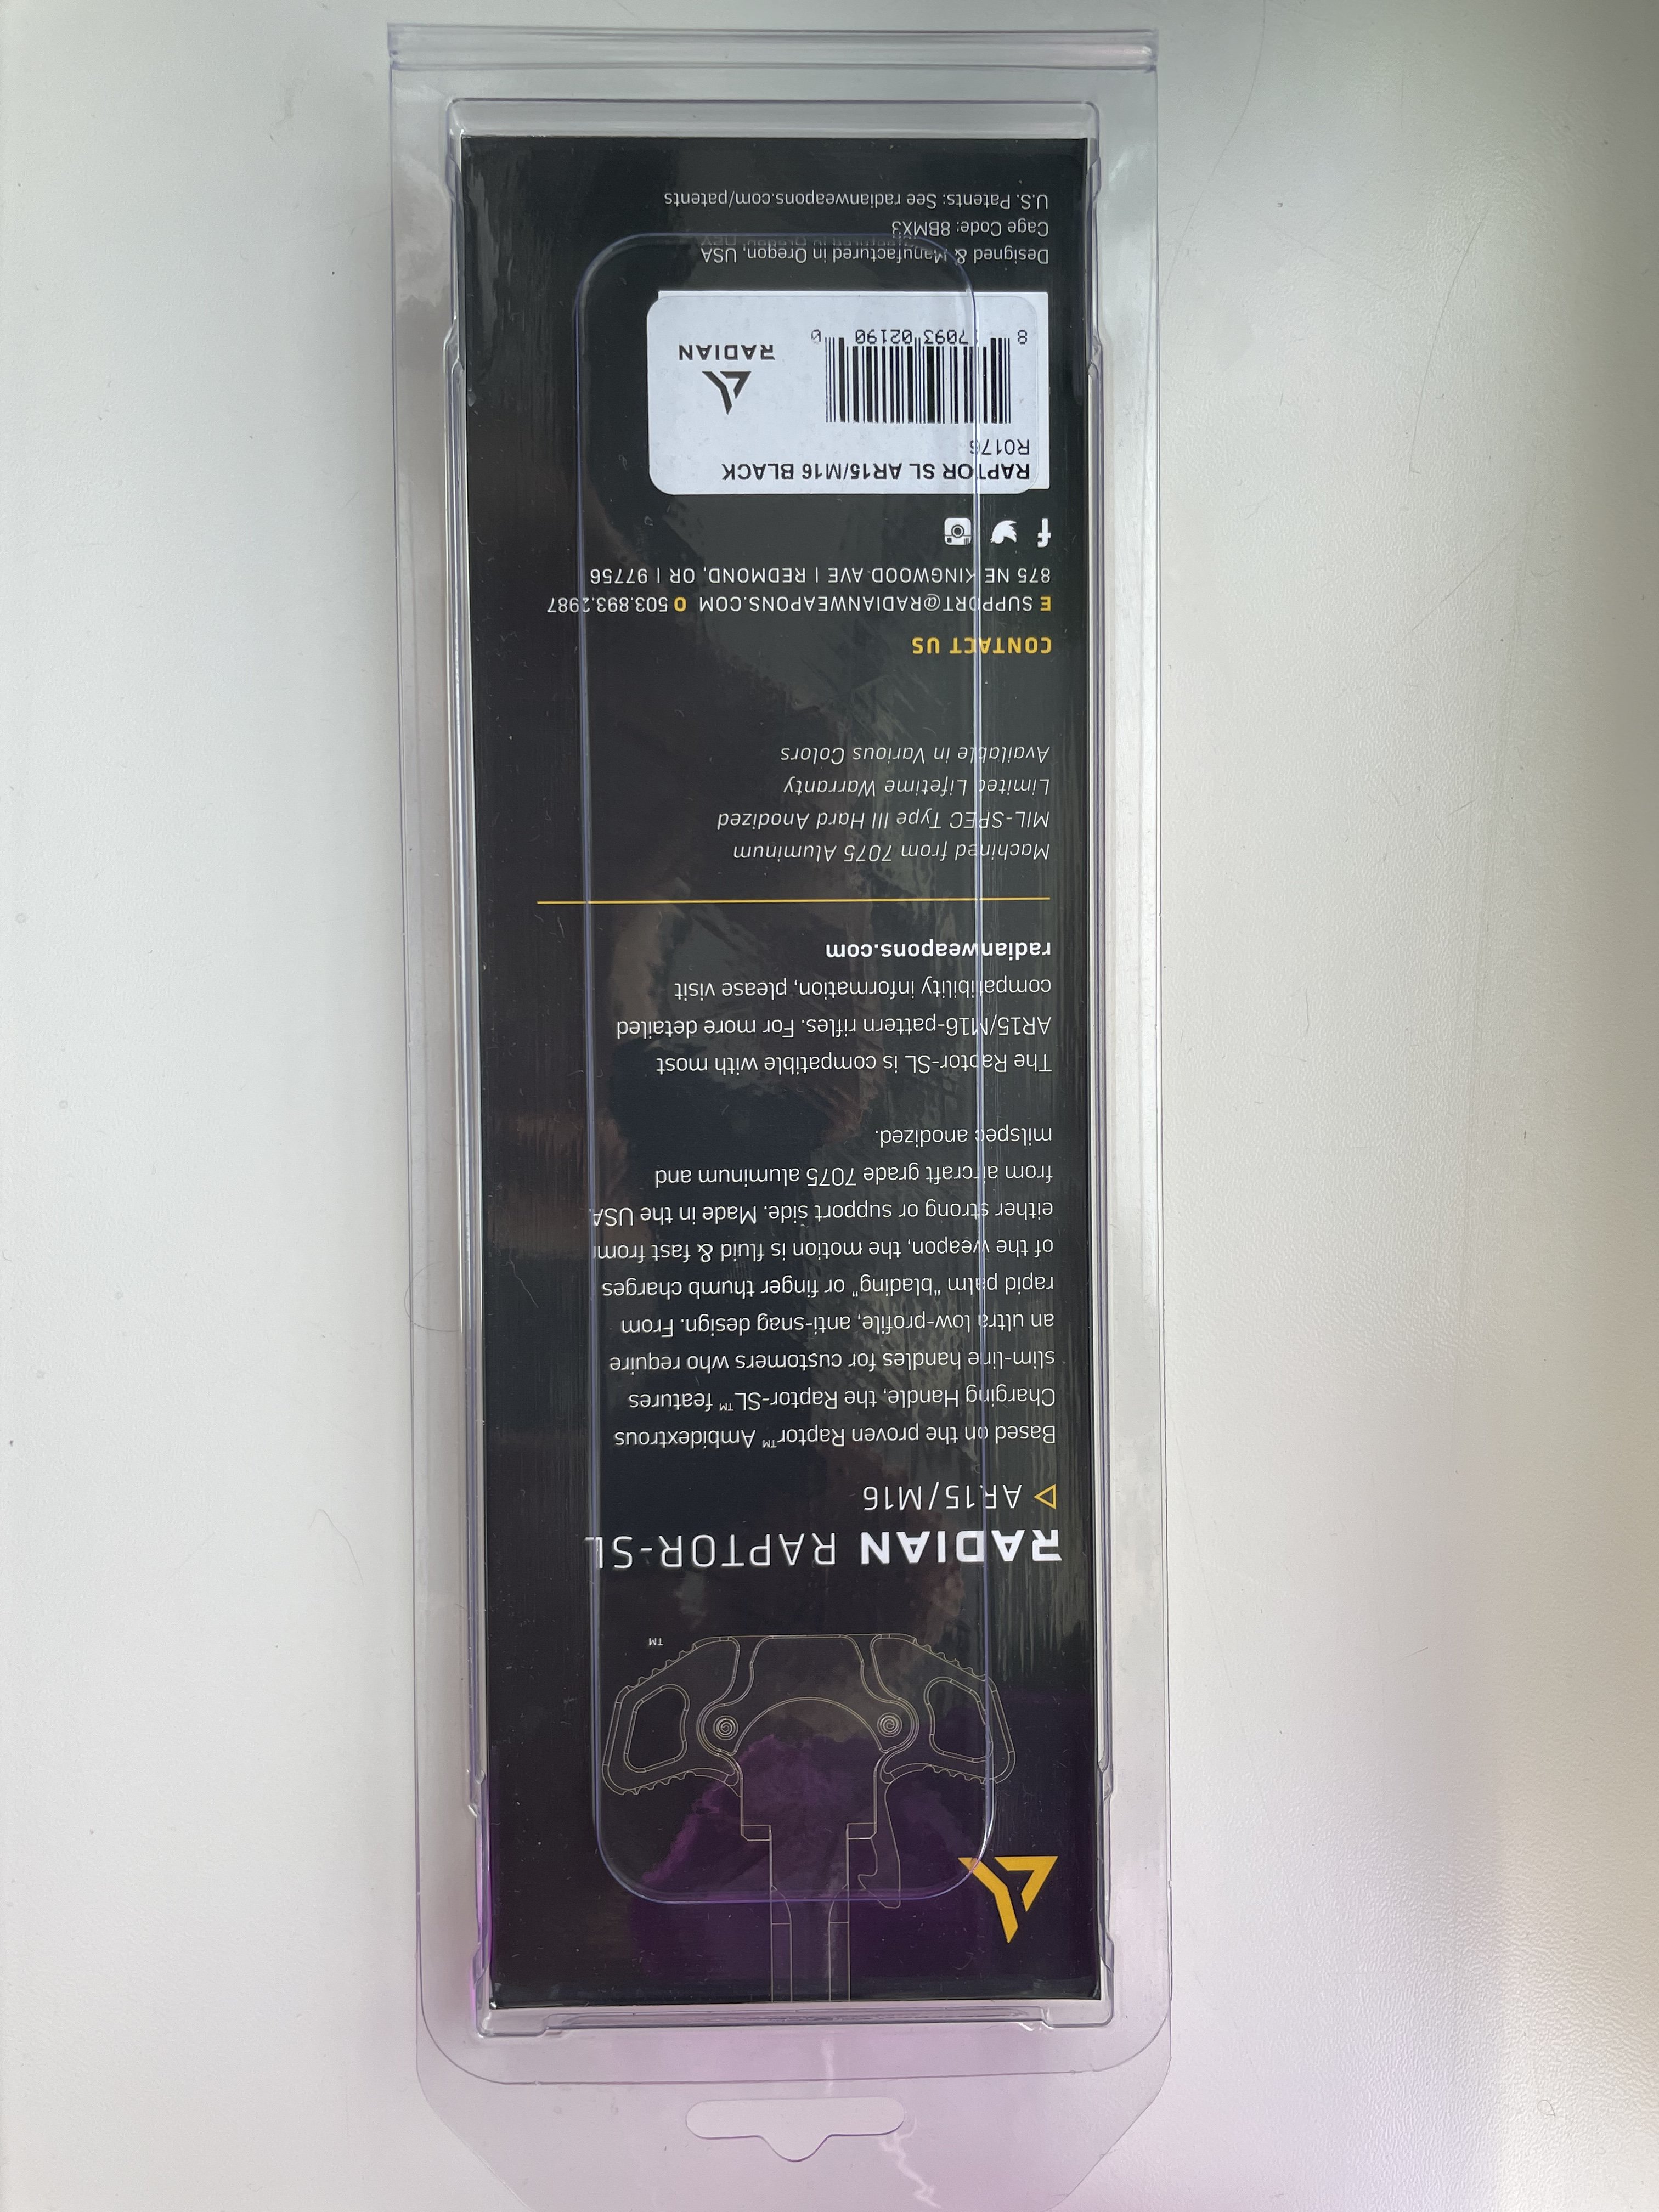 ™
RADIAN RAPTOR-SL
AR15/M16
Based on the proven Raptor™ Ambidextrous
Charging Handle, the Raptor-SL™ features
slim-line handles for customers who require
an ultra low-profile, anti-snag design. From
rapid palm "blading" or finger thumb charges
of the weapon, the motion is fluid & fast from
either strong or support side. Made in the USA
from aircraft grade 7075 aluminum and
milspec anodized.
The Raptor-SL is compatible with most
AR15/M16-pattern rifles. For more detailed
compatibility information, please visit
radianweapons.com
Machined from 7075 Aluminum
MIL-SPEC Type III Hard Anodized
Limited Lifetime Warranty
Available in Various Colors
CONTACT US
E SUPPORT@RADIANWEAPONS.COM O 503.893.2987
875 NE KINGWOOD AVE | REDMOND, OR | 97756
RAPTOR SL AR15/M16 BLACK
R0176
RADIAN
8 17093 02190 0
Designed & Manufactured in Oregon, USA
Cage Code: 8BMX3
U.S. Patents: See radianweapons.com/patents